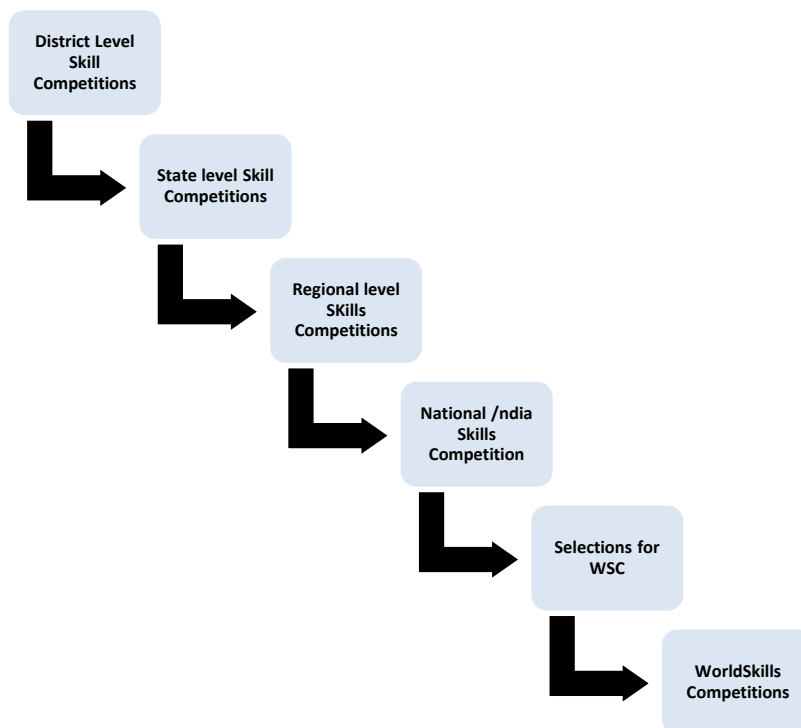 District Level
Skill
Competitions
State level Skill
Competitions
Regional level
SKills
Competitions
National /ndia
Skills
Competition
Selections for
WSC
WorldSkills
Competitions